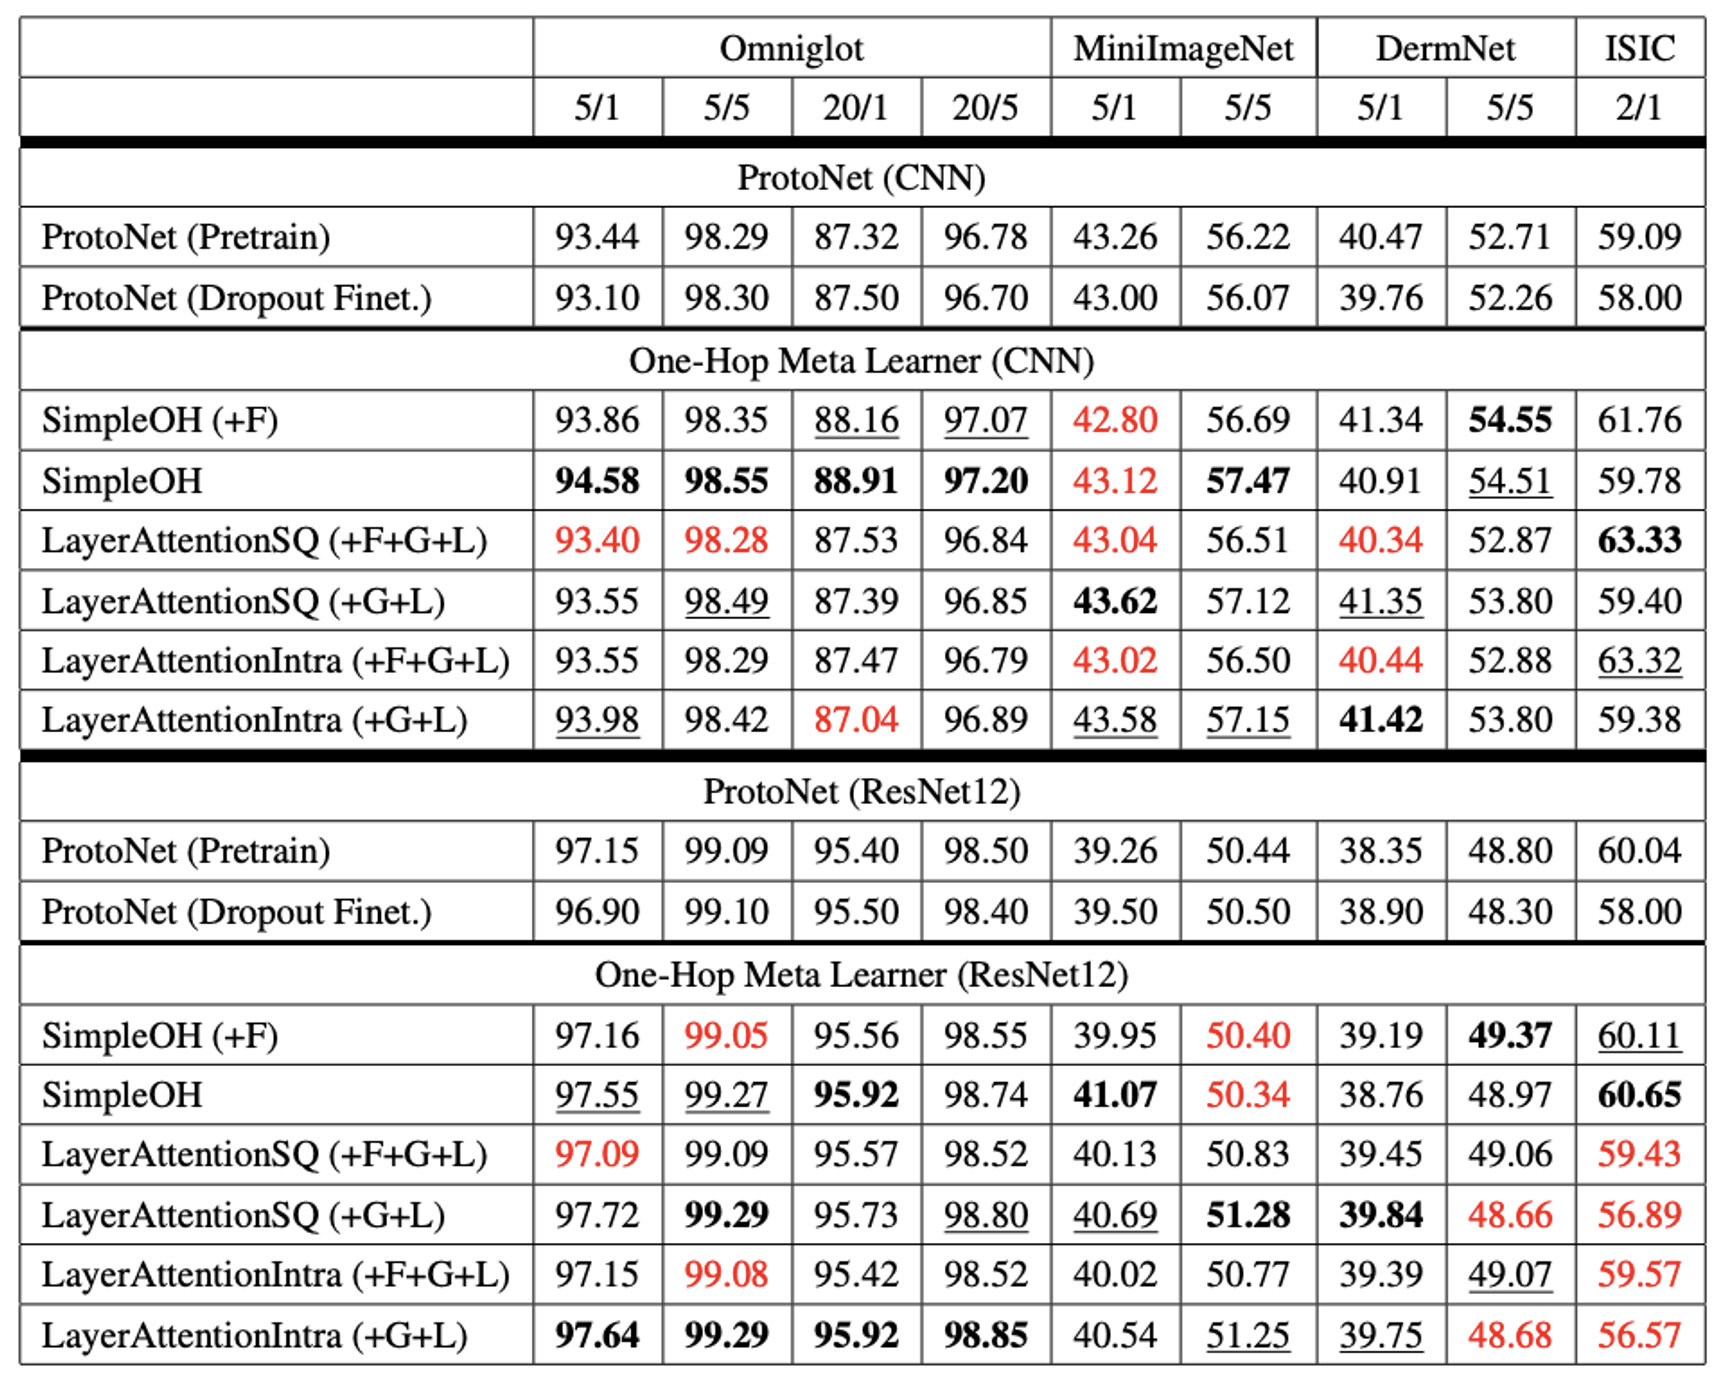 Omniglot MiniImageNet DermNet ISIC
5/1 5/5 20/1 20/5 5/1 5/5 5/1 5/5 2/1
ProtoNet (CNN)
ProtoNet (Pretrain) 93.44 98.29 87.32 96.78 43.26 56.22 40.47 52.71 59.09
ProtoNet (Dropout Finet.) 93.10 98.30 87.50 96.70 43.00 56.07 39.76 52.26 58.00
One-Hop Meta Learner (CNN)
SimpleOH (+F) 93.86 98.35 88.16 97.07 42.80 56.69 41.34 54.55 61.76
SimpleOH 94.58 98.55 88.91 97.20 43.12 57.47 40.91 54.51 59.78
LayerAttentionSQ (+F+G+L) 93.40 98.28 87.53 96.84 43.04 56.51 40.34 52.87 63.33
LayerAttentionSQ (+G+L) 93.55 98.49 87.39 96.85 43.62 57.12 41.35 53.80 59.40
LayerAttentionIntra (+F+G+L) 93.55 98.29 87.47 96.79 43.02 56.50 40.44 52.88 63.32
LayerAttentionIntra (+G+L) 93.98 98.42 87.04 96.89 43.58 57.15 41.42 53.80 59.38
ProtoNet (ResNet12)
ProtoNet (Pretrain) 97.15 99.09 95.40 98.50 39.26 50.44 38.35 48.80 60.04
ProtoNet (Dropout Finet.) 96.90 99.10 95.50 98.40 39.50 50.50 38.90 48.30 58.00
One-Hop Meta Learner (ResNet12)
SimpleOH (+F) 97.16 99.05 95.56 98.55 39.95 50.40 39.19 49.37 60.11
SimpleOH 97.55 99.27 95.92 98.74 41.07 50.34 38.76 48.97 60.65
LayerAttentionSQ (+F+G+L) 97.09 99.09 95.57 98.52 40.13 50.83 39.45 49.06 59.43
LayerAttentionSQ (+G+L) 97.72 99.29 95.73 98.80 40.69 51.28 39.84 48.66 56.89
LayerAttentionIntra (+F+G+L) 97.15 99.08 95.42 98.52 40.02 50.77 39.39 49.07 59.57
LayerAttentionIntra (+G+L) 97.64 99.29 95.92 98.85 40.54 51.25 39.75 48.68 56.57